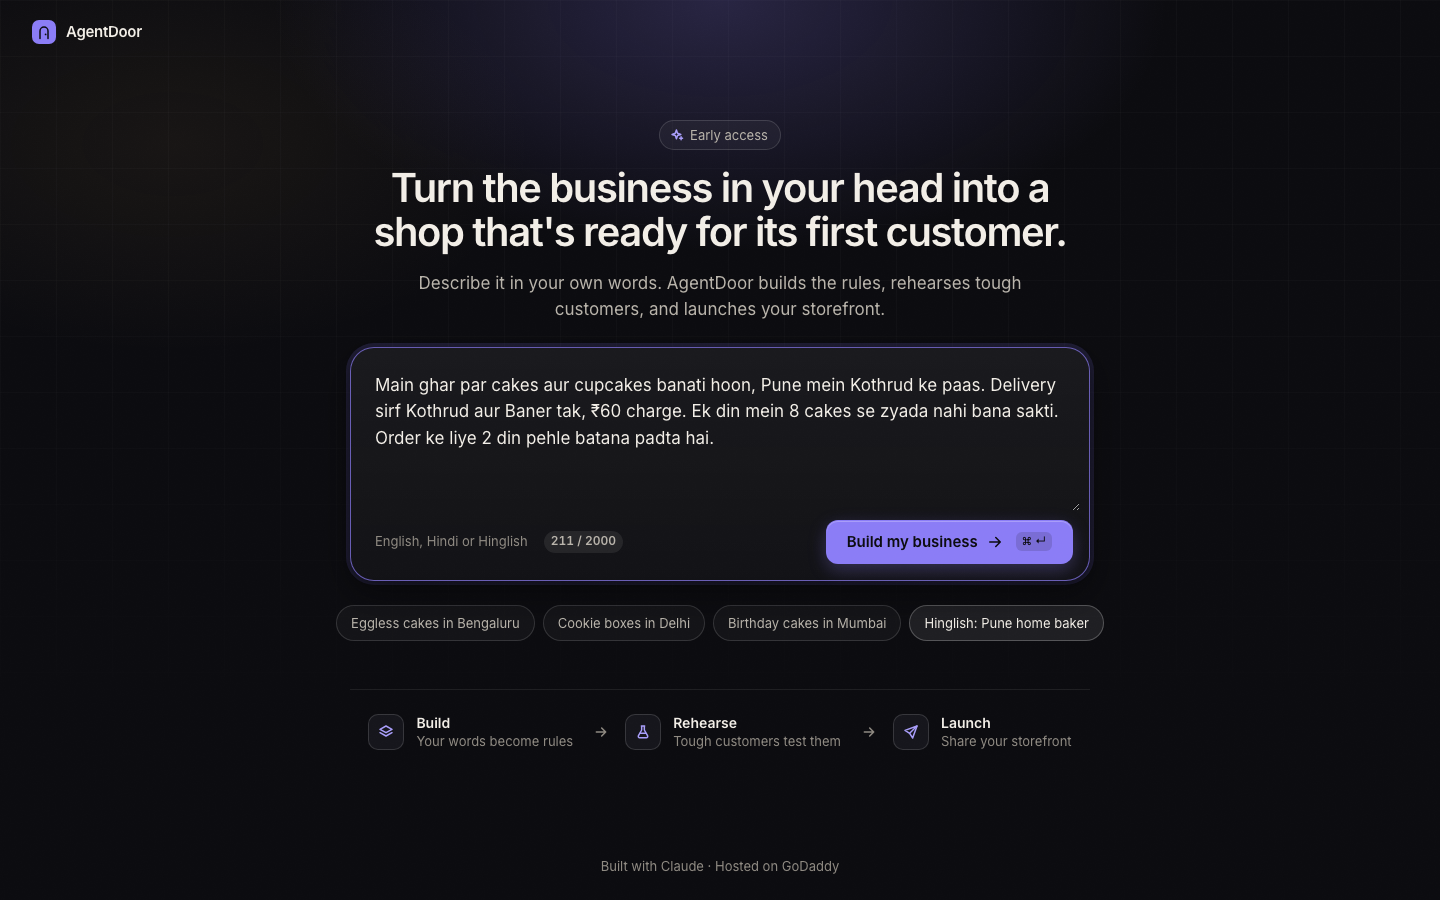 AgentDoor
Early access
Turn the business in your head into a
shop that's ready for its first customer.
Describe it in your own words. AgentDoor builds the rules, rehearses tough
customers, and launches your storefront.
Main ghar par cakes aur cupcakes banati hoon, Pune mein Kothrud ke paas. Delivery
sirf Kothrud aur Baner tak, ₹60 charge. Ek din mein 8 cakes se zyada nahi bana sakti.
Order ke liye 2 din pehle batana padta hai.
English, Hindi or Hinglish 211 / 2000 Build my business → ⌘ ↵
Eggless cakes in Bengaluru Cookie boxes in Delhi Birthday cakes in Mumbai Hinglish: Pune home baker
Build → Rehearse → Launch
Your words become rules Tough customers test them Share your storefront
Built with Claude · Hosted on GoDaddy